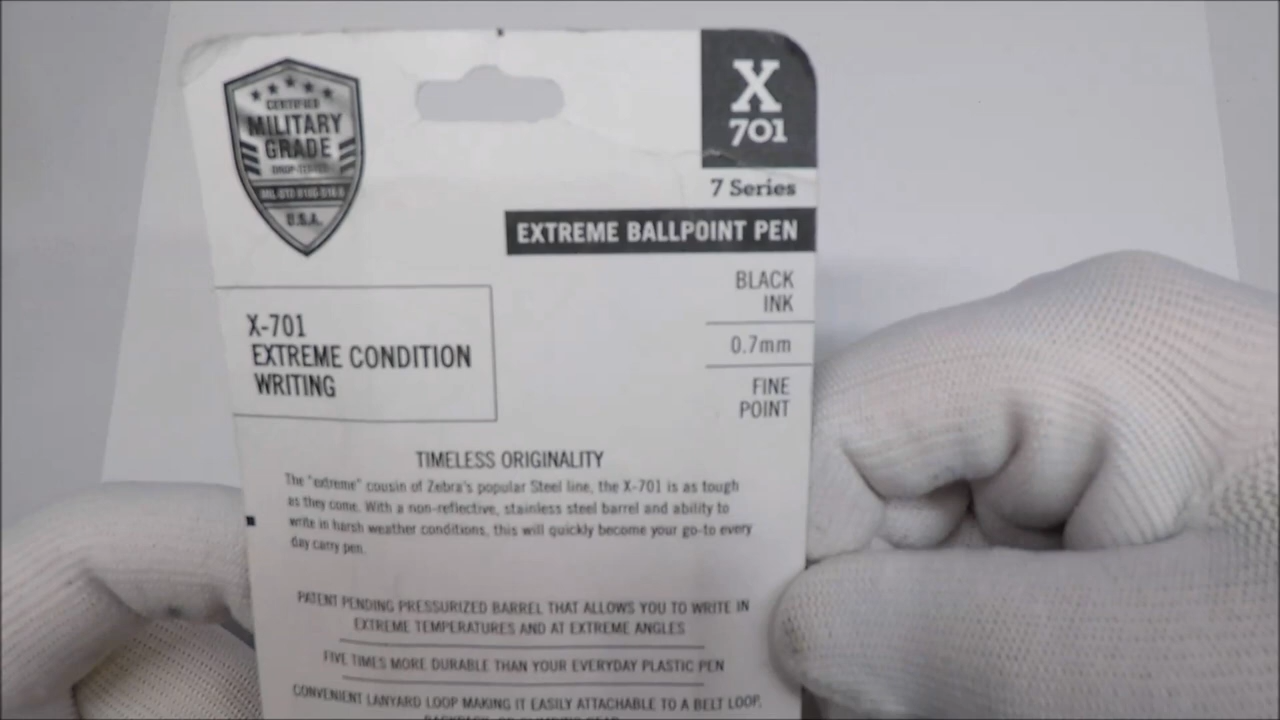 CERTIFIED
MILITARY
GRADE
DROP-TESTED
U.S.A.
X
701
7 Series
EXTREME BALLPOINT PEN
BLACK
INK
0.7mm
FINE
POINT
X-701
EXTREME CONDITION
WRITING
TIMELESS ORIGINALITY
The "extreme" cousin of Zebra's popular Steel line, the X-701 is as tough
as they come. With a non-reflective, stainless steel barrel and ability to
write in harsh weather conditions, this will quickly become your go-to every
day carry pen.
PATENT PENDING PRESSURIZED BARREL THAT ALLOWS YOU TO WRITE IN
EXTREME TEMPERATURES AND AT EXTREME ANGLES
FIVE TIMES MORE DURABLE THAN YOUR EVERYDAY PLASTIC PEN
CONVENIENT LANYARD LOOP MAKING IT EASILY ATTACHABLE TO A BELT LOOP,